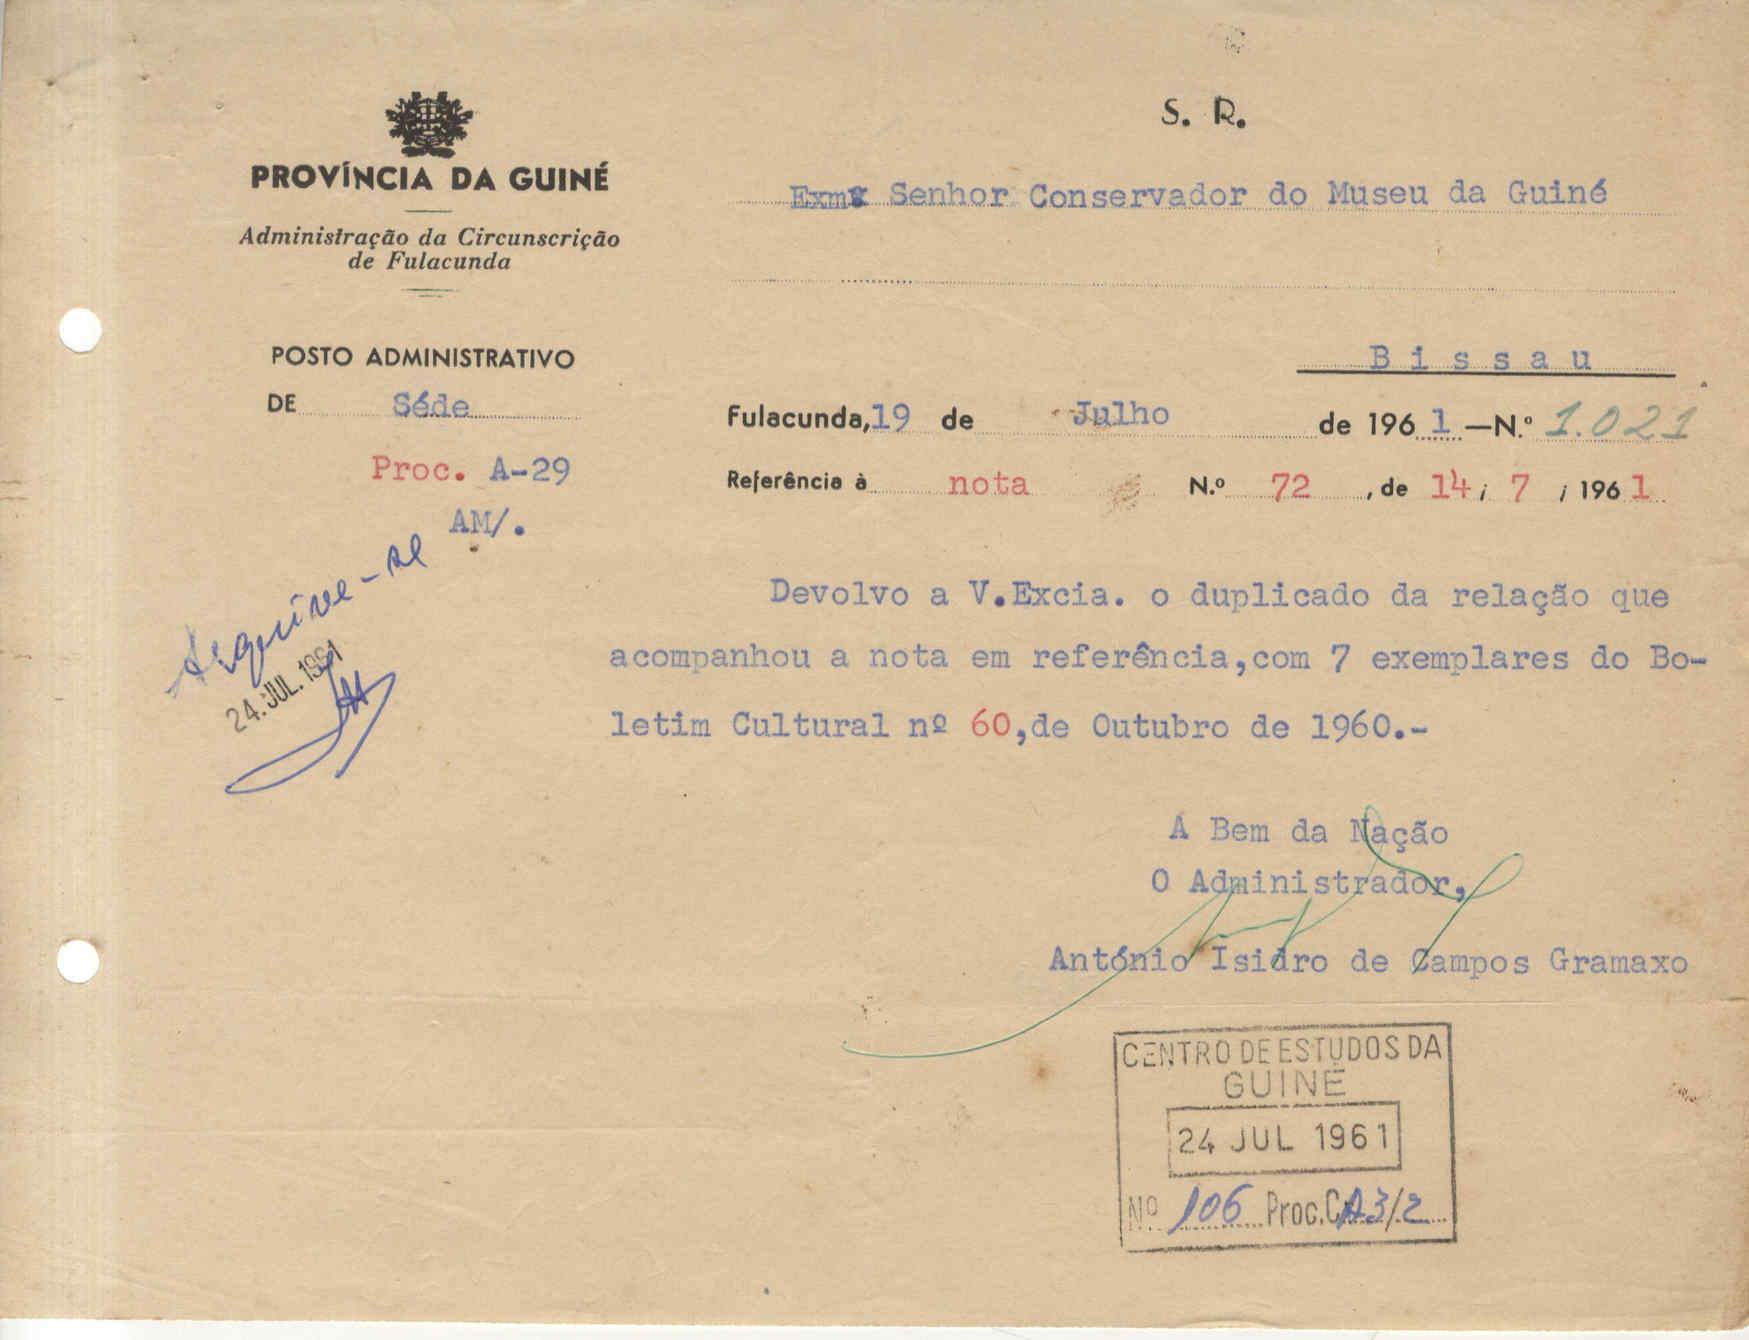 S. R.
PROVÍNCIA DA GUINÉ
Administração da Circunscrição
de Fulacunda
Exmº Senhor Conservador do Museu da Guiné
POSTO ADMINISTRATIVO
DE Séde
Proc. A-29
AM/.
Bissau
Fulacunda, 19 de Julho de 1961 — N.º 1.021
Referência à nota N.º 72, de 14 / 7 / 1961
Arquive-se
24. JUL. 1961
Devolvo a V.Excia. o duplicado da relação que
acompanhou a nota em referência,com 7 exemplares do Bo-
letim Cultural nº 60,de Outubro de 1960.-
A Bem da Nação
O Administrador,
António Isidro de Campos Gramaxo
CENTRO DE ESTUDOS DA
GUINÉ
24 JUL 1961
Nº 106 Proc. A3/2